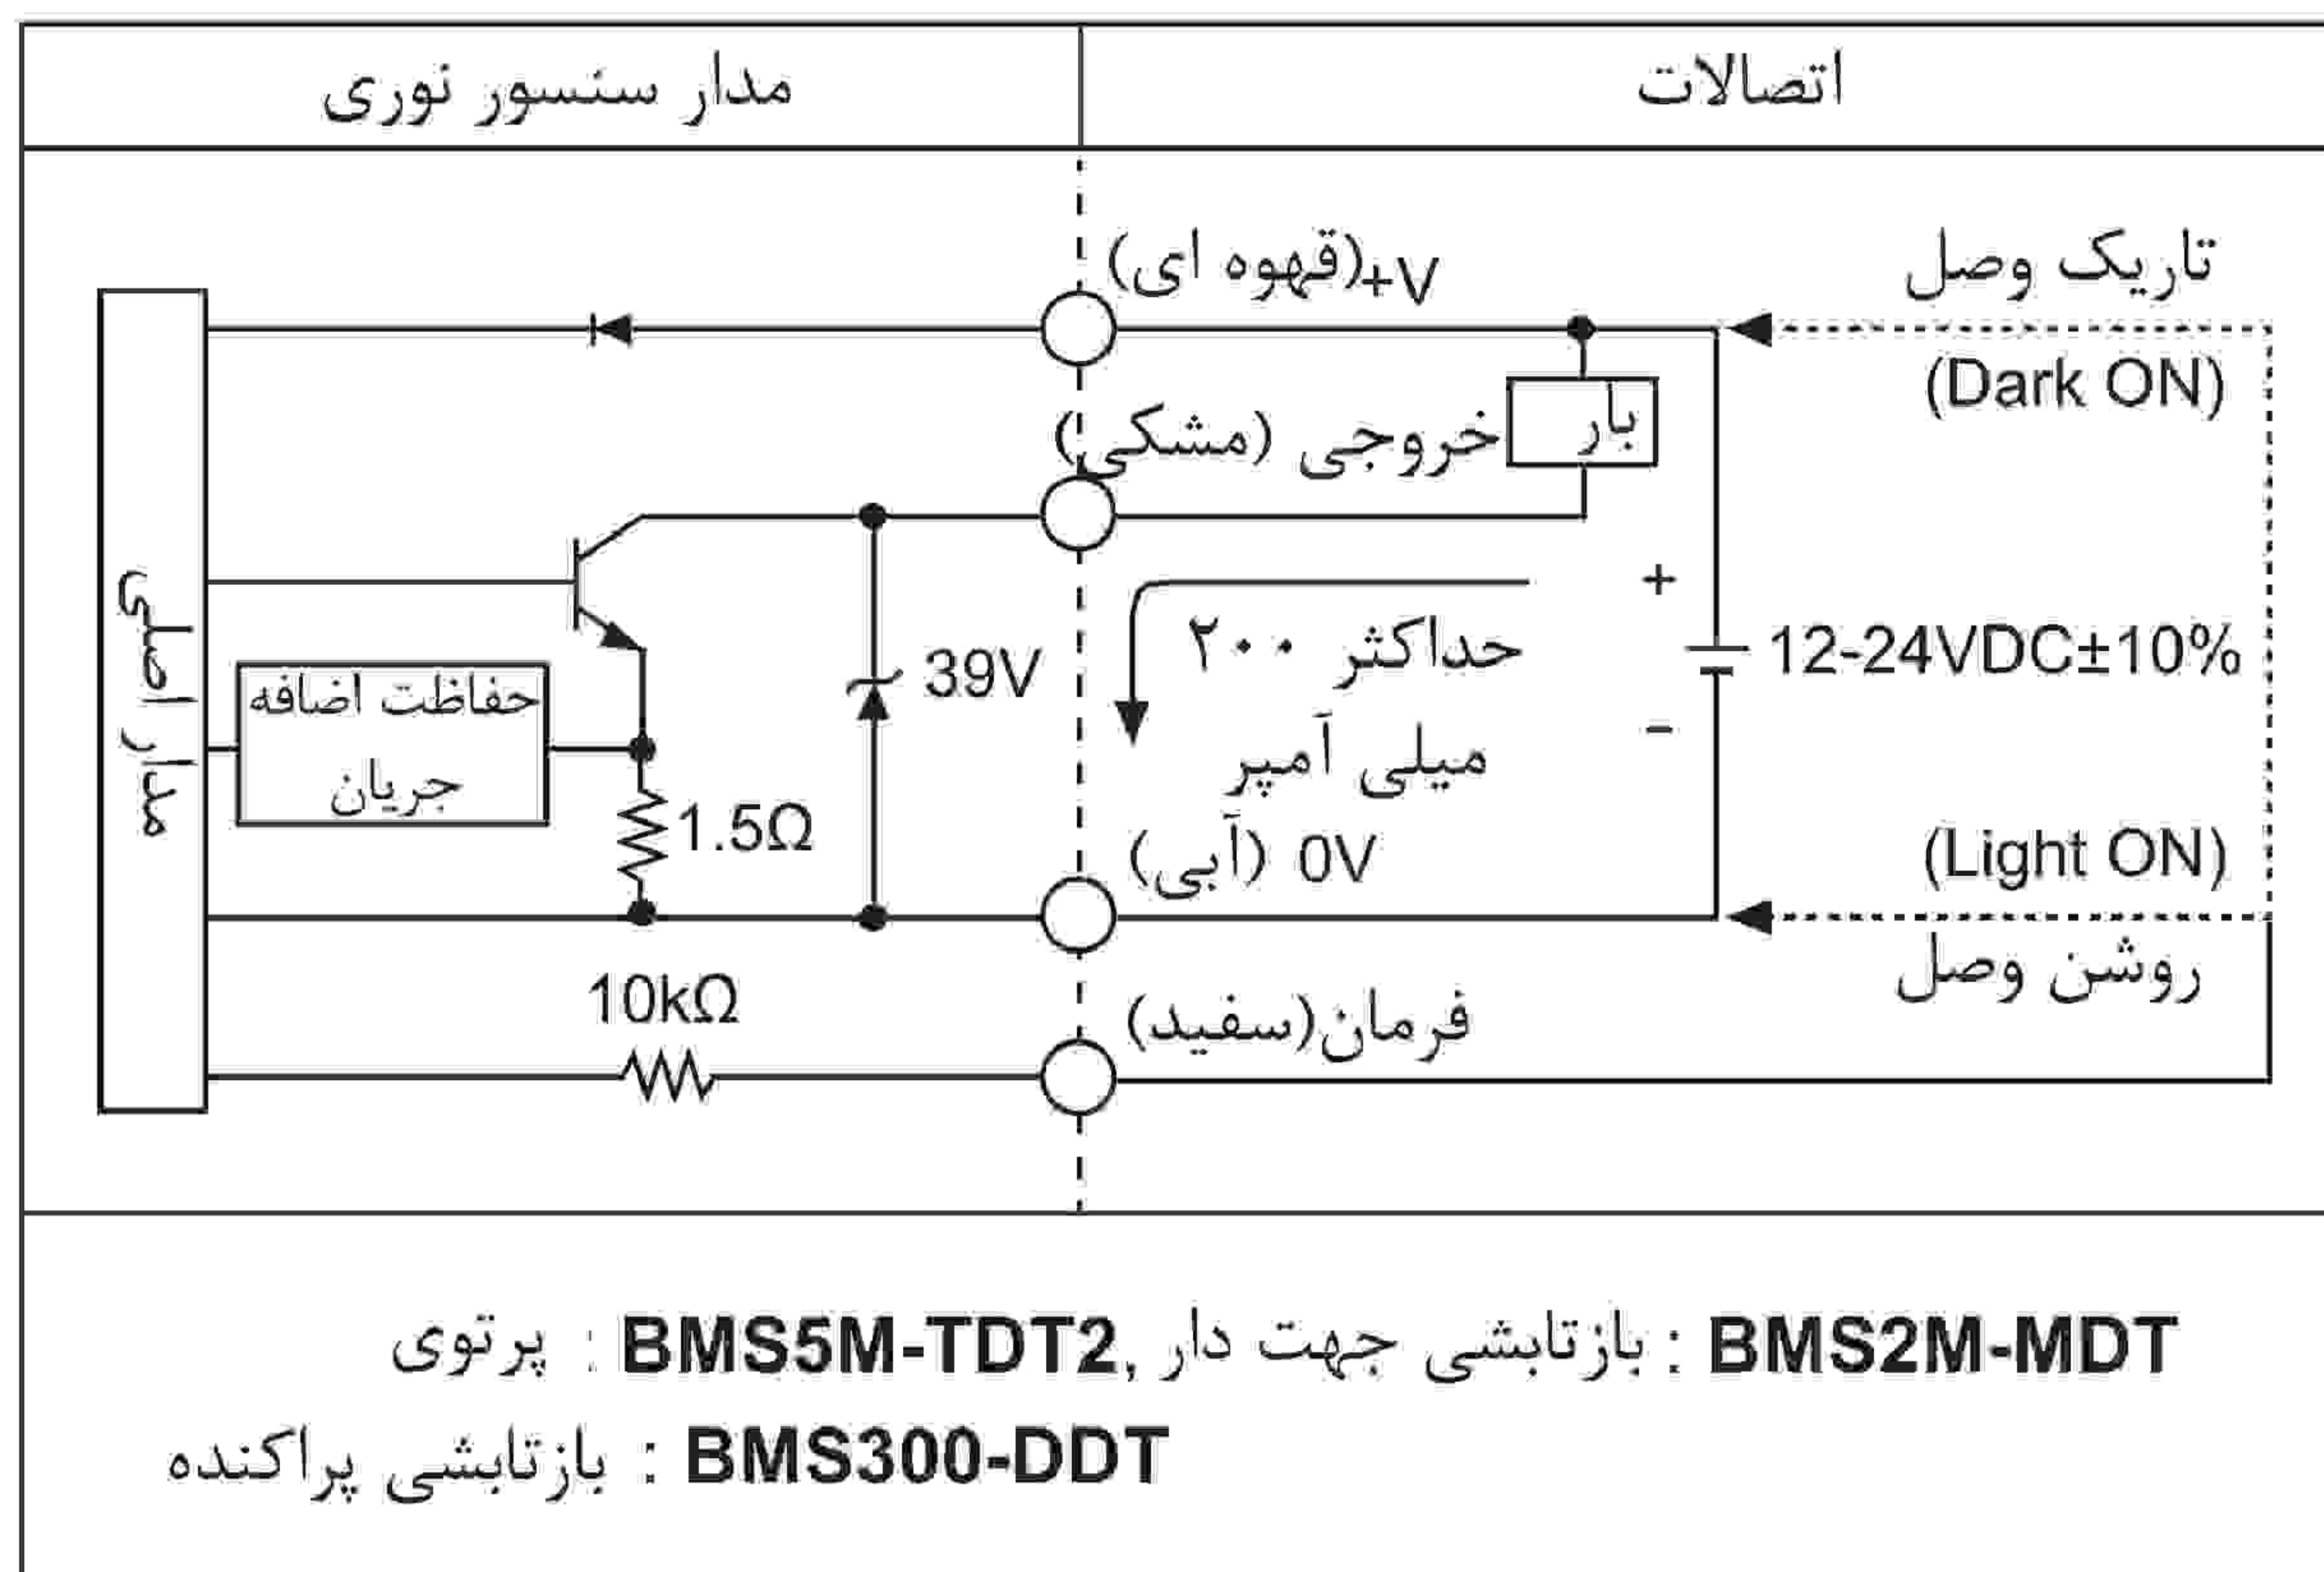 اتصالات
مدار سنسور نوری
(قهوه ای)+V
تاریک وصل
(Dark ON)
بار
خروجی (مشکی)
مدار اصلی
حفاظت اضافه
جریان
39V
1.5Ω
حداکثر ۲۰۰
میلی آمپر
+
12-24VDC±10%
−
0V (آبی)
(Light ON)
روشن وصل
10kΩ
فرمان(سفید)
BMS2M-MDT : بازتابشی جهت دار ,BMS5M-TDT2 : پرتوی
BMS300-DDT : بازتابشی پراکنده